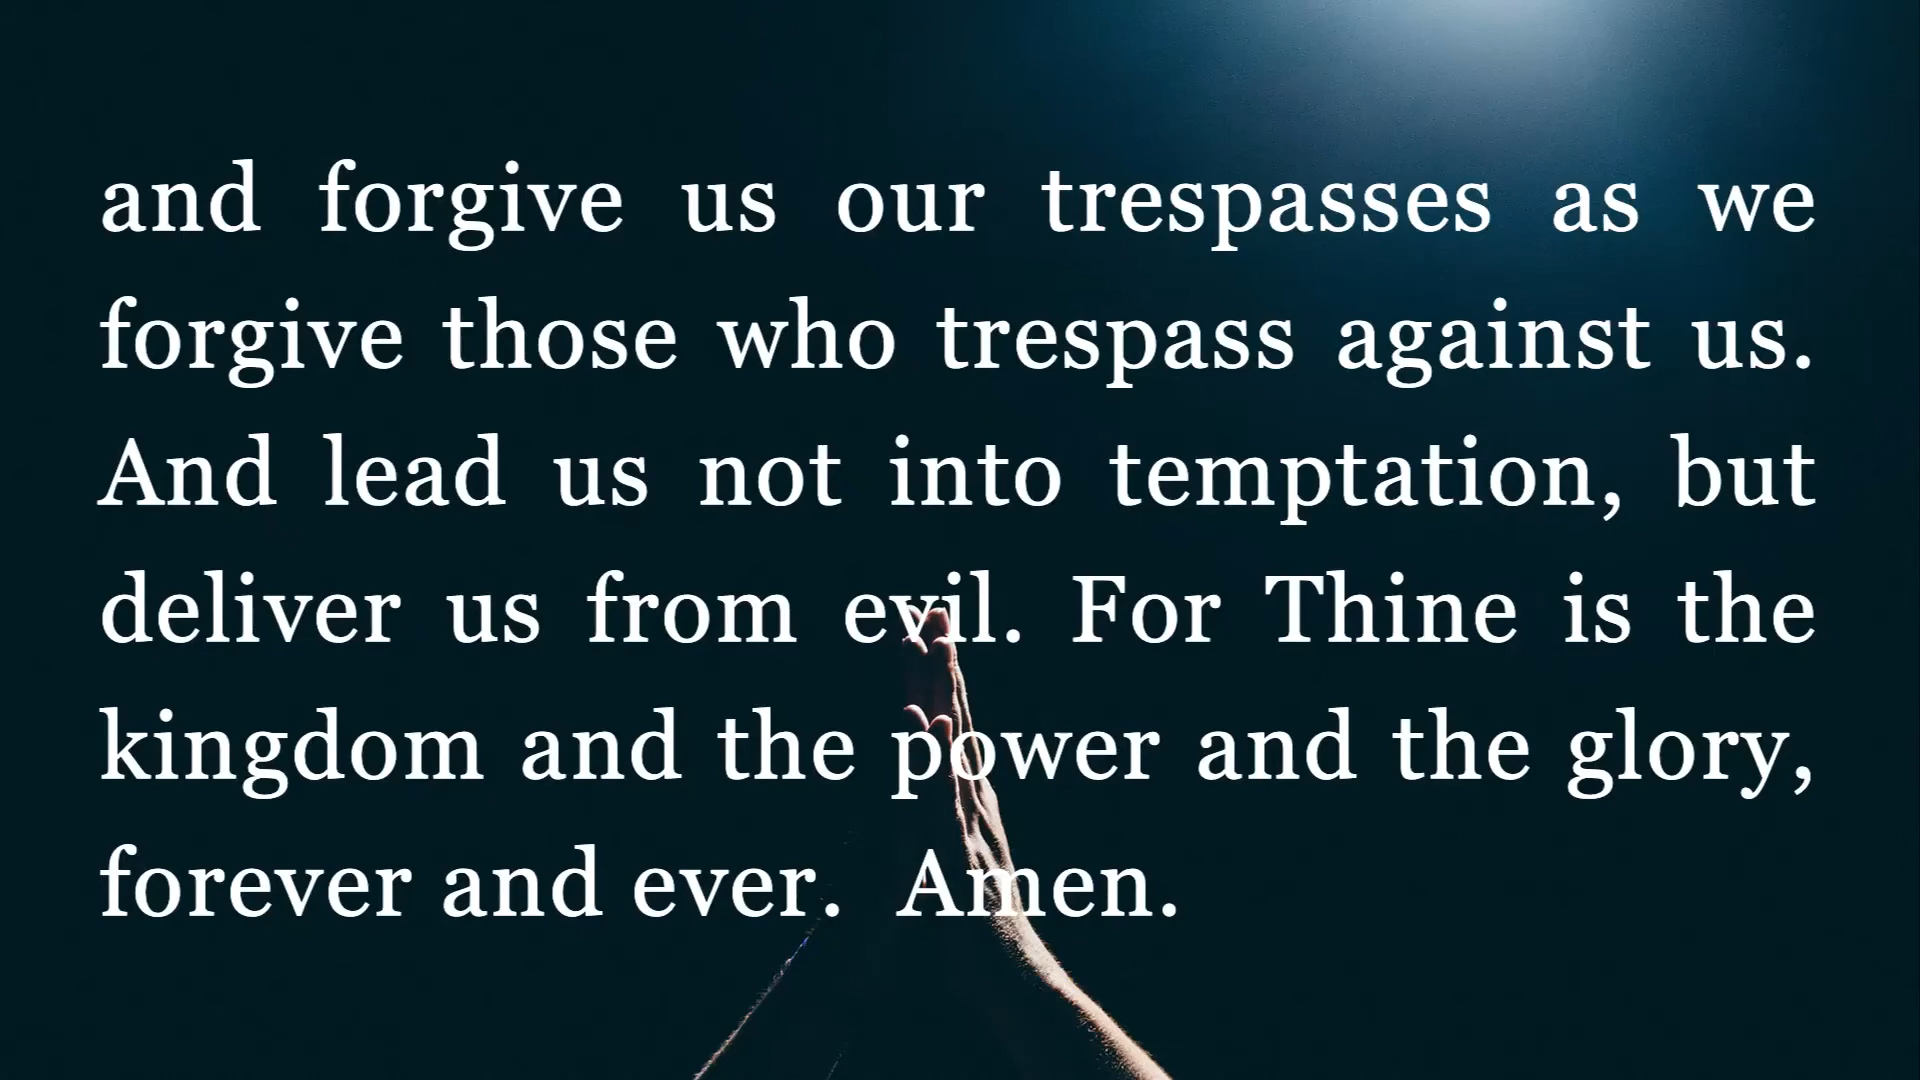 and forgive us our trespasses as we
forgive those who trespass against us.
And lead us not into temptation, but
deliver us from evil. For Thine is the
kingdom and the power and the glory,
forever and ever.  Amen.